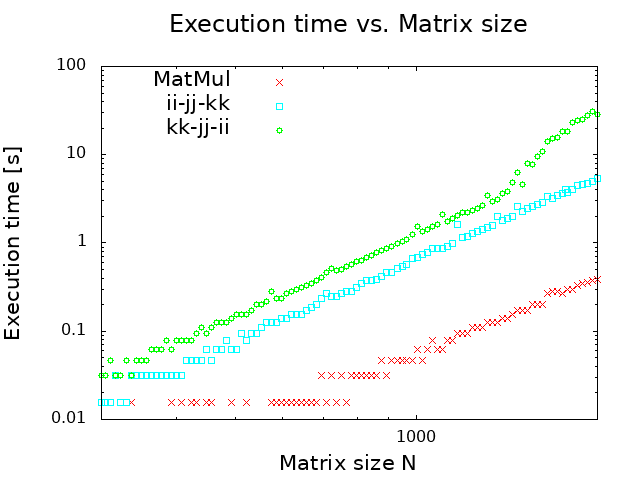 Execution time vs. Matrix size
100
10
1
0.1
0.01
Execution time [s]
MatMul
ii-jj-kk
kk-jj-ii
1000
Matrix size N